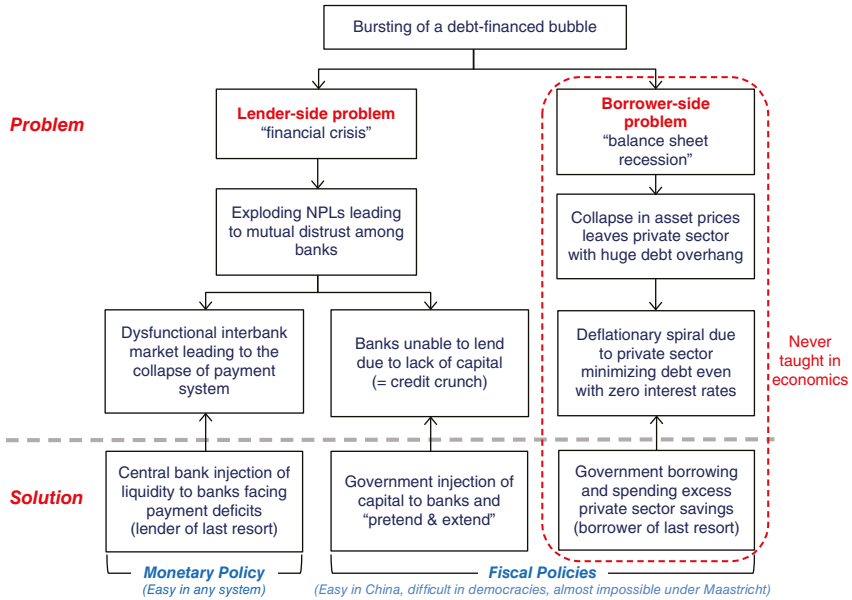 Bursting of a debt-financed bubble
Problem
Lender-side problem
“financial crisis”
Borrower-side
problem
“balance sheet
recession”
Exploding NPLs leading
to mutual distrust among
banks
Collapse in asset prices
leaves private sector
with huge debt overhang
Dysfunctional interbank
market leading to the
collapse of payment
system
Banks unable to lend
due to lack of capital
(= credit crunch)
Deflationary spiral due
to private sector
minimizing debt even
with zero interest rates
Never
taught in
economics
Solution
Central bank injection of
liquidity to banks facing
payment deficits
(lender of last resort)
Government injection of
capital to banks and
“pretend & extend”
Government borrowing
and spending excess
private sector savings
(borrower of last resort)
Monetary Policy
(Easy in any system)
Fiscal Policies
(Easy in China, difficult in democracies, almost impossible under Maastricht)